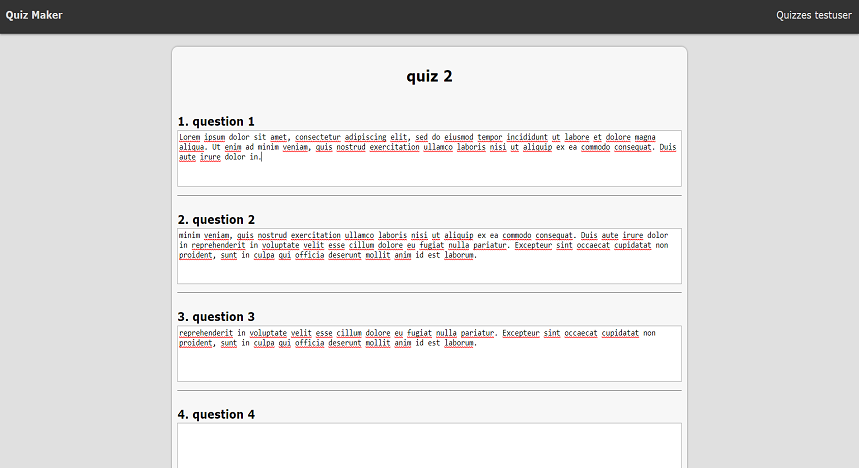 Quiz Maker
Quizzes testuser
quiz 2
1. question 1
Lorem ipsum dolor sit amet, consectetur adipiscing elit, sed do eiusmod tempor incididunt ut labore et dolore magna
aliqua. Ut enim ad minim veniam, quis nostrud exercitation ullamco laboris nisi ut aliquip ex ea commodo consequat. Duis
aute irure dolor in.
2. question 2
minim veniam, quis nostrud exercitation ullamco laboris nisi ut aliquip ex ea commodo consequat. Duis aute irure dolor
in reprehenderit in voluptate velit esse cillum dolore eu fugiat nulla pariatur. Excepteur sint occaecat cupidatat non
proident, sunt in culpa qui officia deserunt mollit anim id est laborum.
3. question 3
reprehenderit in voluptate velit esse cillum dolore eu fugiat nulla pariatur. Excepteur sint occaecat cupidatat non
proident, sunt in culpa qui officia deserunt mollit anim id est laborum.
4. question 4